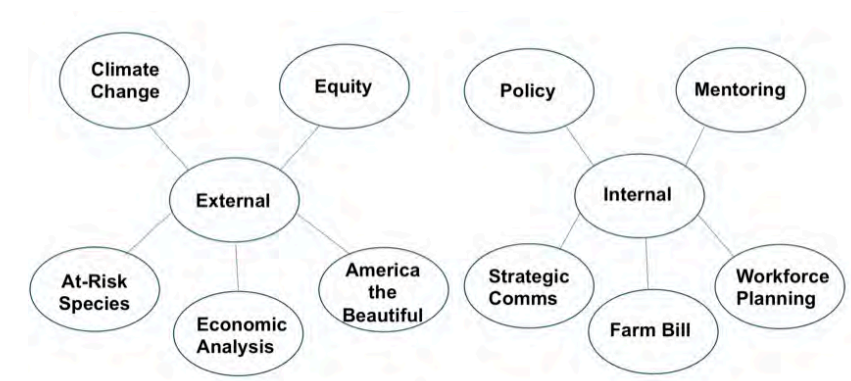 Climate
Change
Equity
External
At-Risk
Species
Economic
Analysis
America
the
Beautiful
Policy
Mentoring
Internal
Strategic
Comms
Farm Bill
Workforce
Planning